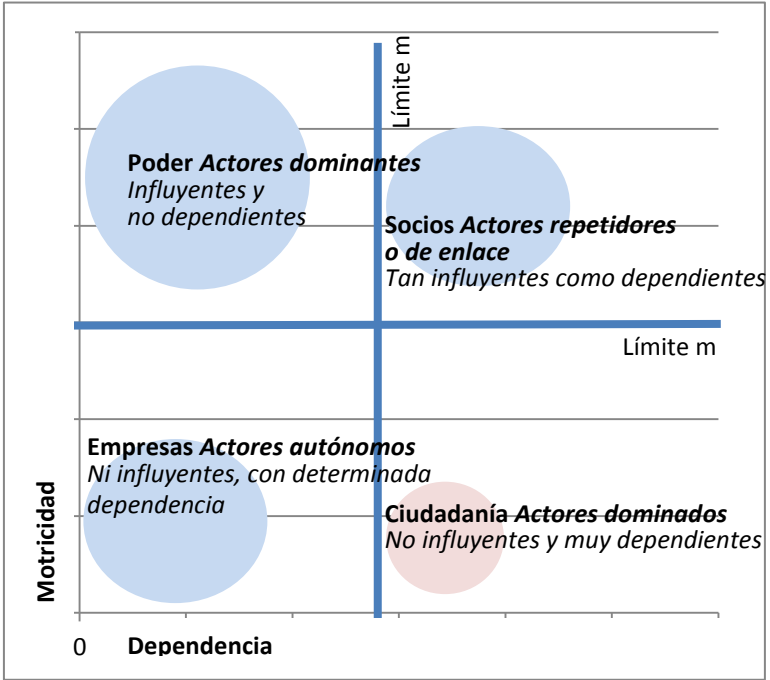 Límite m
Poder Actores dominantes
Influyentes y
no dependientes
Socios Actores repetidores
o de enlace
Tan influyentes como dependientes
Límite m
Empresas Actores autónomos
Ni influyentes, con determinada
dependencia
Ciudadanía Actores dominados
No influyentes y muy dependientes
Motricidad
0
Dependencia